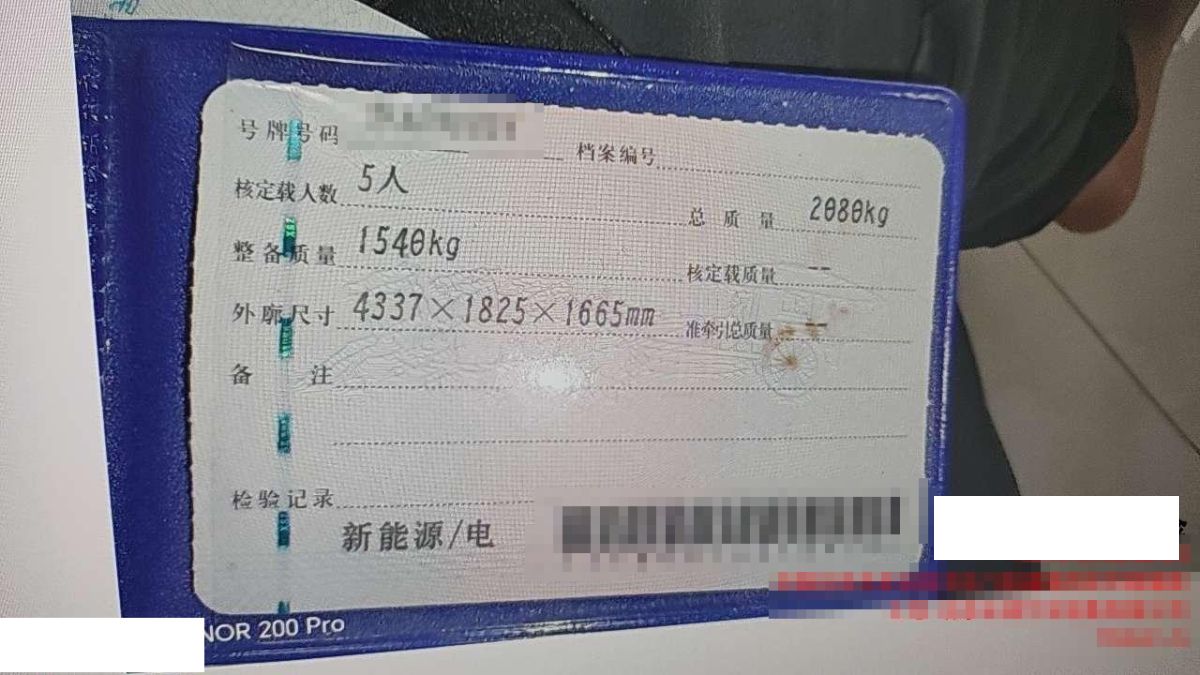 号牌号码
档案编号
核定载人数 5人
总质量 2080kg
整备质量 1540kg
核定载质量 --
外廓尺寸 4337×1825×1665mm
准牵引总质量 --
备注
检验记录
新能源/电
NOR 200 Pro